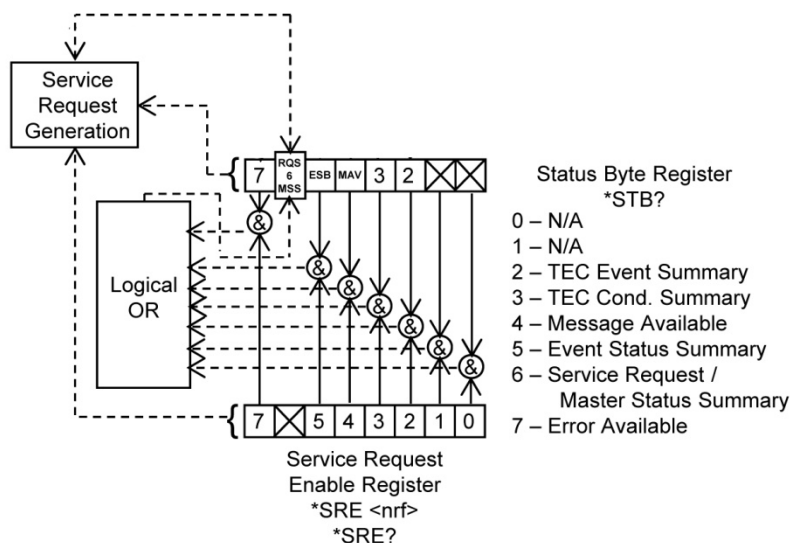 Service
Request
Generation
7
RQS
6
MSS
ESB
MAV
3
2
&
&
&
&
&
&
&
Logical
OR
7
5
4
3
2
1
0
Service Request
Enable Register
*SRE <nrf>
*SRE?
Status Byte Register
*STB?
0 – N/A
1 – N/A
2 – TEC Event Summary
3 – TEC Cond. Summary
4 – Message Available
5 – Event Status Summary
6 – Service Request /
Master Status Summary
7 – Error Available